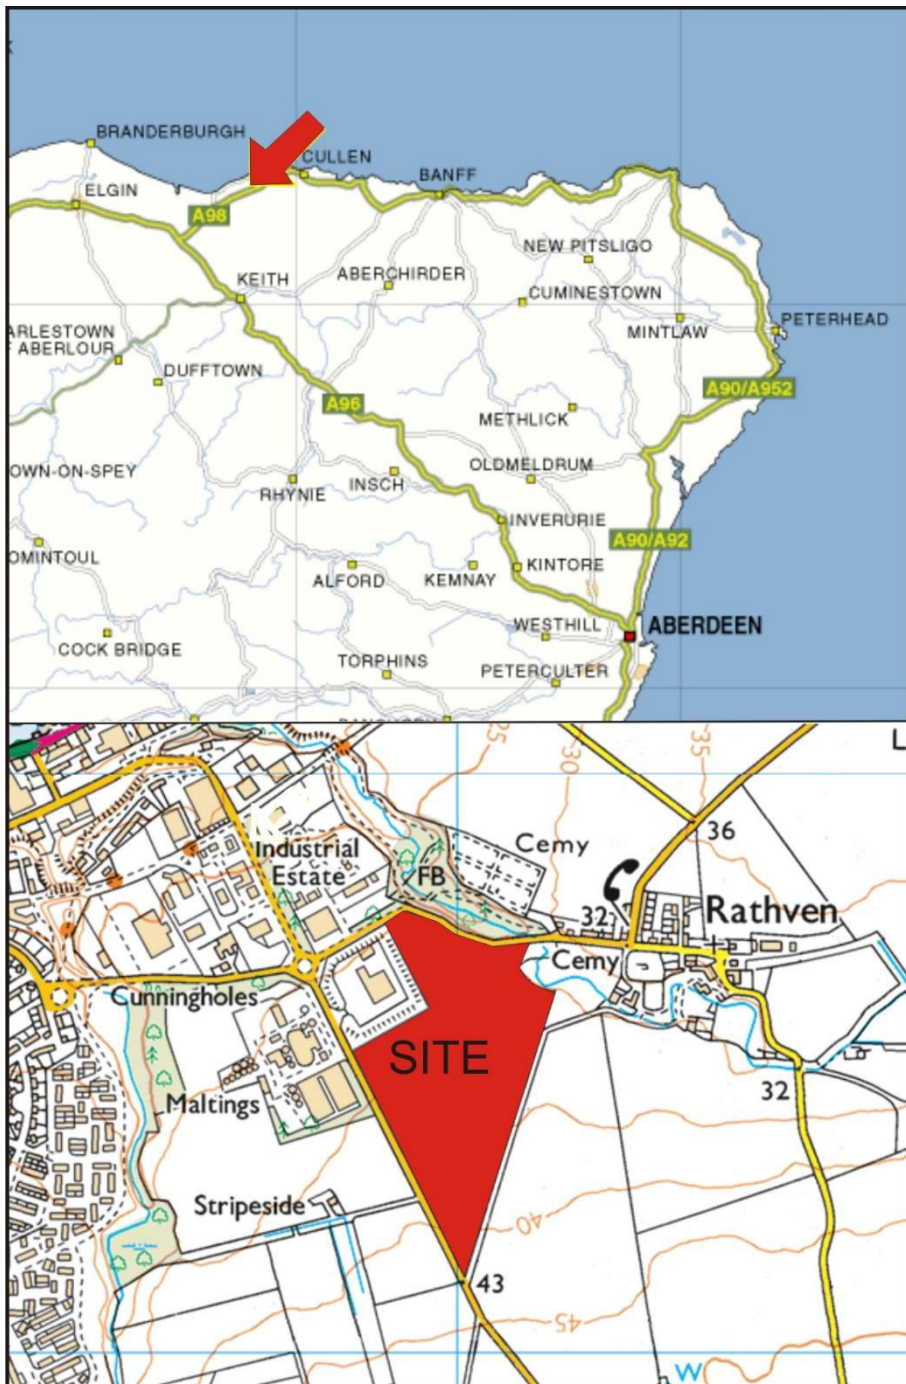 BRANDERBURGH
CULLEN
BANFF
ELGIN
A98
NEW PITSLIGO
KEITH
ABERCHIRDER
CUMINESTOWN
MINTLAW
PETERHEAD
ARLESTOWN
F ABERLOUR
DUFFTOWN
A96
A90/A952
METHLICK
OWN-ON-SPEY
OLDMELDRUM
RHYNIE
INSCH
INVERURIE
A90/A92
OMINTOUL
ALFORD
KEMNAY
KINTORE
WESTHILL
ABERDEEN
COCK BRIDGE
TORPHINS
PETERCULTER
30
35
L
36
Industrial
Estate
Cemy
FB
32
Rathven
Cemy
Cunningholes
SITE
Maltings
32
Stripeside
40
43
45
W